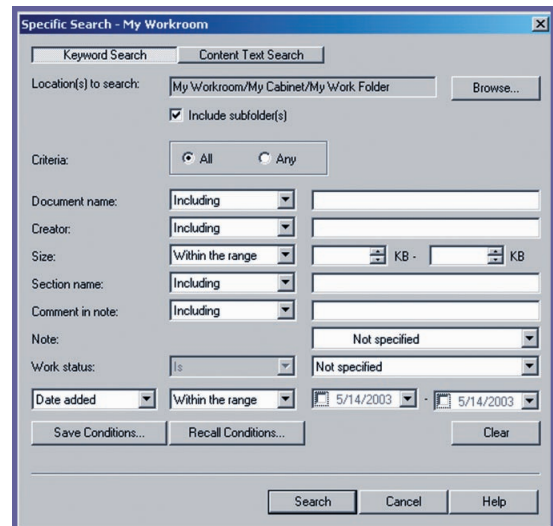 Specific Search - My Workroom
Keyword Search Content Text Search
Location(s) to search: My Workroom/My Cabinet/My Work Folder Browse...
Include subfolder(s)
Criteria: All Any
Document name: Including
Creator: Including
Size: Within the range KB - KB
Section name: Including
Comment in note: Including
Note: Not specified
Work status: Is Not specified
Date added Within the range 5/14/2003 - 5/14/2003
Save Conditions... Recall Conditions... Clear
Search Cancel Help